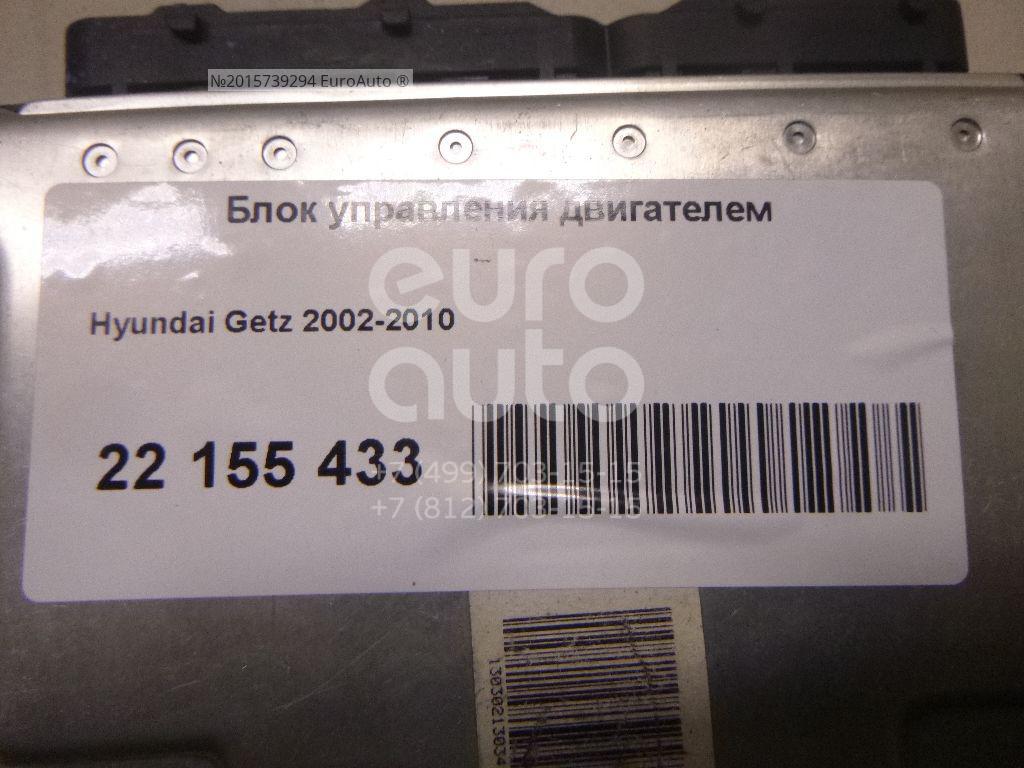 №2015739294 EuroAuto ®
Блок управления двигателем
euro
auto
Hyundai Getz 2002-2010
22 155 433
+7 (499) 703-15-15
+7 (812) 703-15-15
13030213034